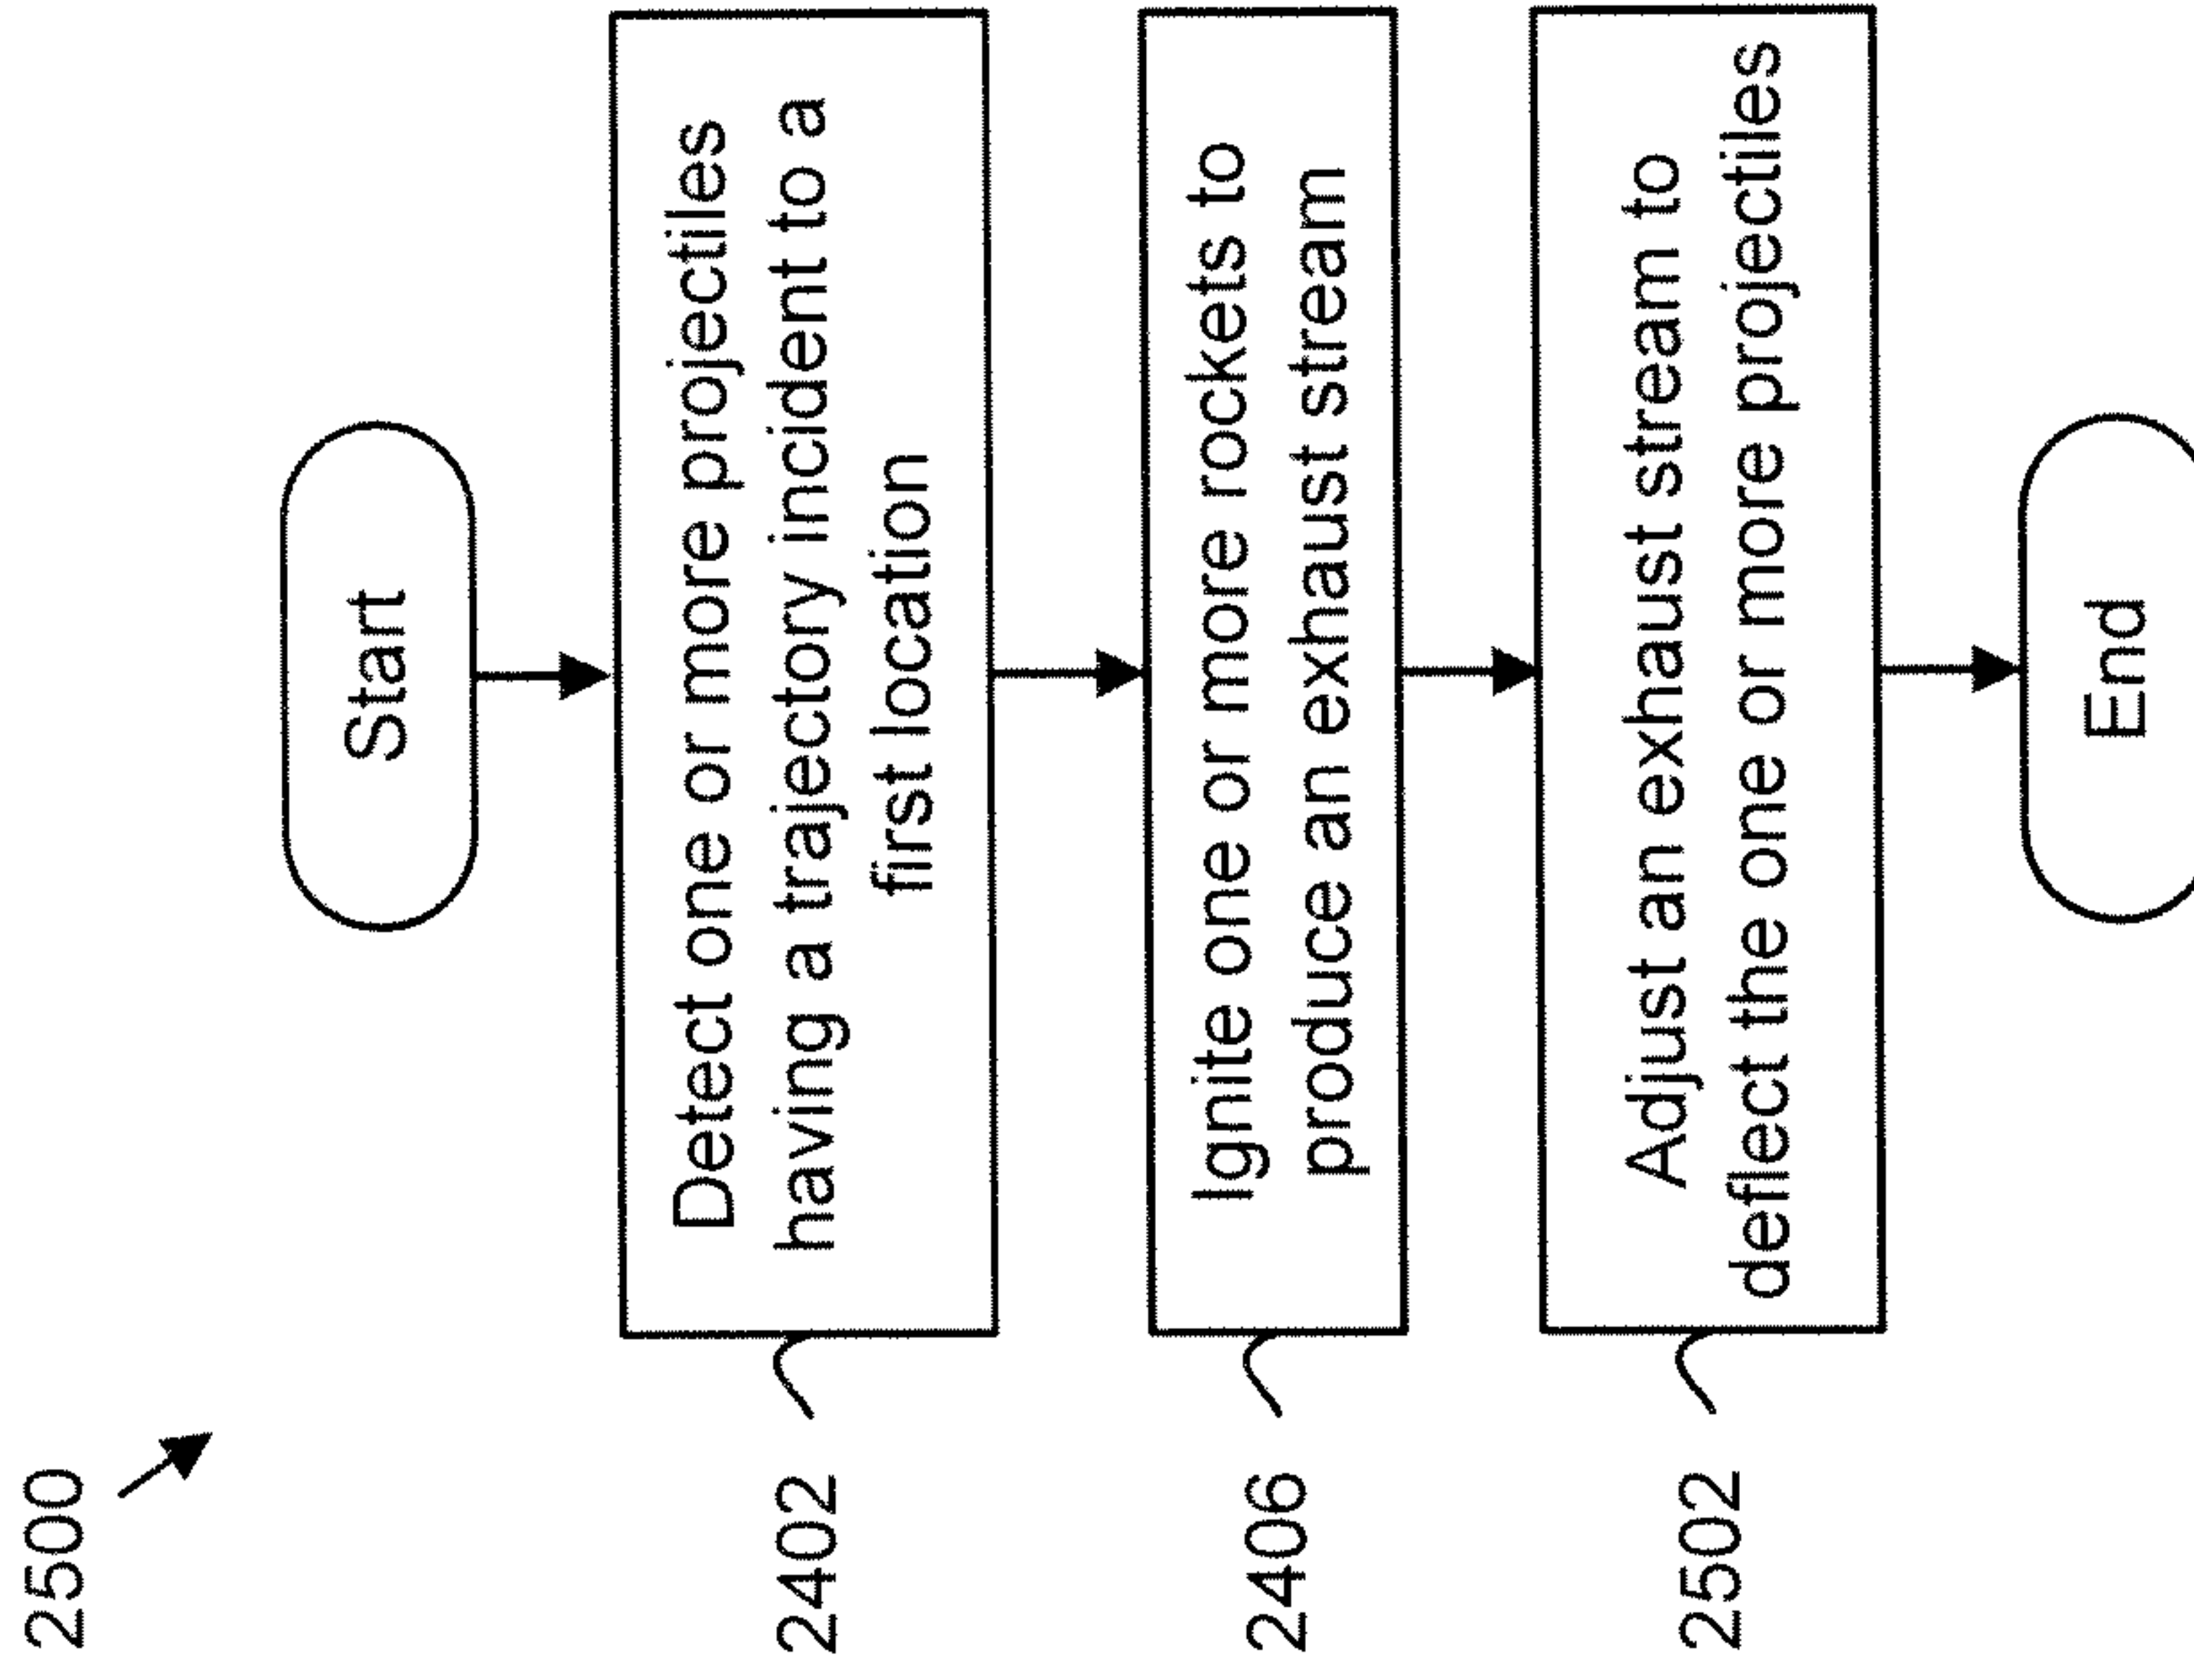 2500
Start
2402
Detect one or more projectiles
having a trajectory incident to a
first location
2406
Ignite one or more rockets to
produce an exhaust stream
2502
Adjust an exhaust stream to
deflect the one or more projectiles
End